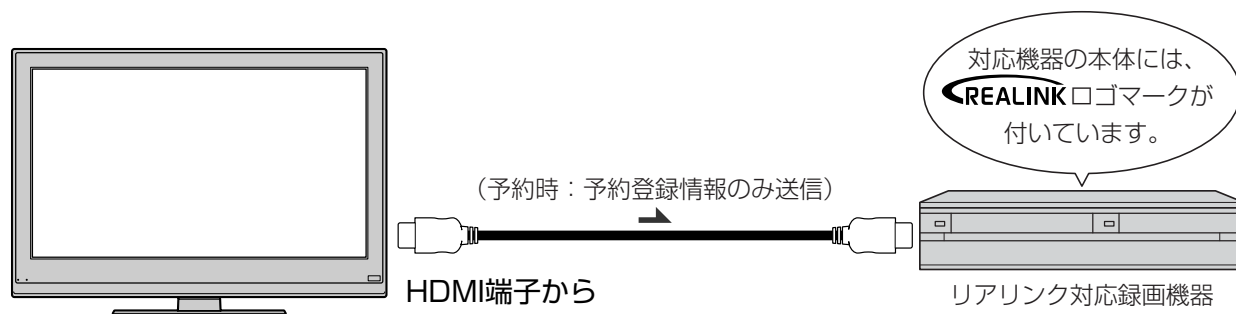 対応機器の本体には、
REALINKロゴマークが
付いています。
（予約時：予約登録情報のみ送信）
HDMI端子から
リアリンク対応録画機器